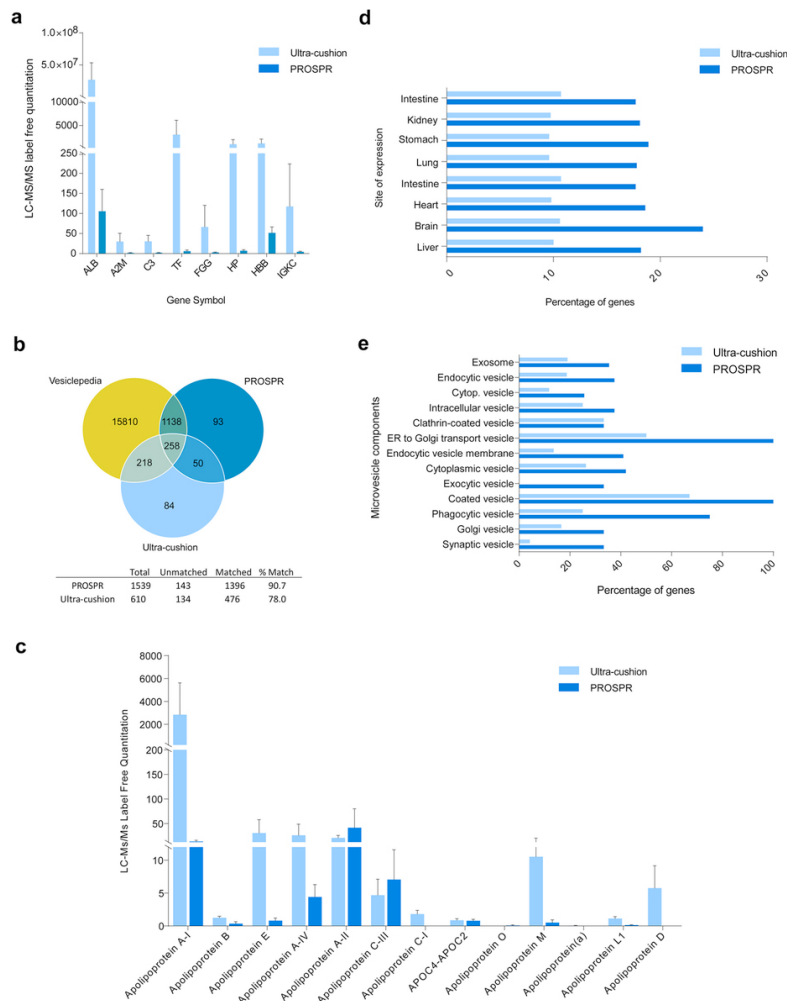 a
LC-MS/MS label free quantitation
1.0×10⁸
5.0×10⁷
10000
5000
250
200
150
100
50
0
ALB
A2M
C3
TF
FGG
HP
HBB
IGKC
Gene Symbol
Ultra-cushion
PROSPR
d
Ultra-cushion
PROSPR
Site of expression
Intestine
Kidney
Stomach
Lung
Intestine
Heart
Brain
Liver
0
10
20
30
Percentage of genes
b
Vesiclepedia
PROSPR
15810
1138
93
258
218
50
84
Ultra-cushion
Total Unmatched Matched % Match
PROSPR 1539 143 1396 90.7
Ultra-cushion 610 134 476 78.0
e
Ultra-cushion
PROSPR
Microvesicle components
Exosome
Endocytic vesicle
Cytop. vesicle
Intracellular vesicle
Clathrin-coated vesicle
ER to Golgi transport vesicle
Endocytic vesicle membrane
Cytoplasmic vesicle
Exocytic vesicle
Coated vesicle
Phagocytic vesicle
Golgi vesicle
Synaptic vesicle
0
20
40
60
80
100
Percentage of genes
c
LC-Ms/Ms Label Free Quantitation
8000
6000
4000
2000
200
150
100
50
10
5
0
Ultra-cushion
PROSPR
Apolipoprotein A-I
Apolipoprotein B
Apolipoprotein E
Apolipoprotein A-IV
Apolipoprotein A-II
Apolipoprotein C-III
Apolipoprotein C-I
APOC4-APOC2
Apolipoprotein O
Apolipoprotein M
Apolipoprotein(a)
Apolipoprotein L1
Apolipoprotein D